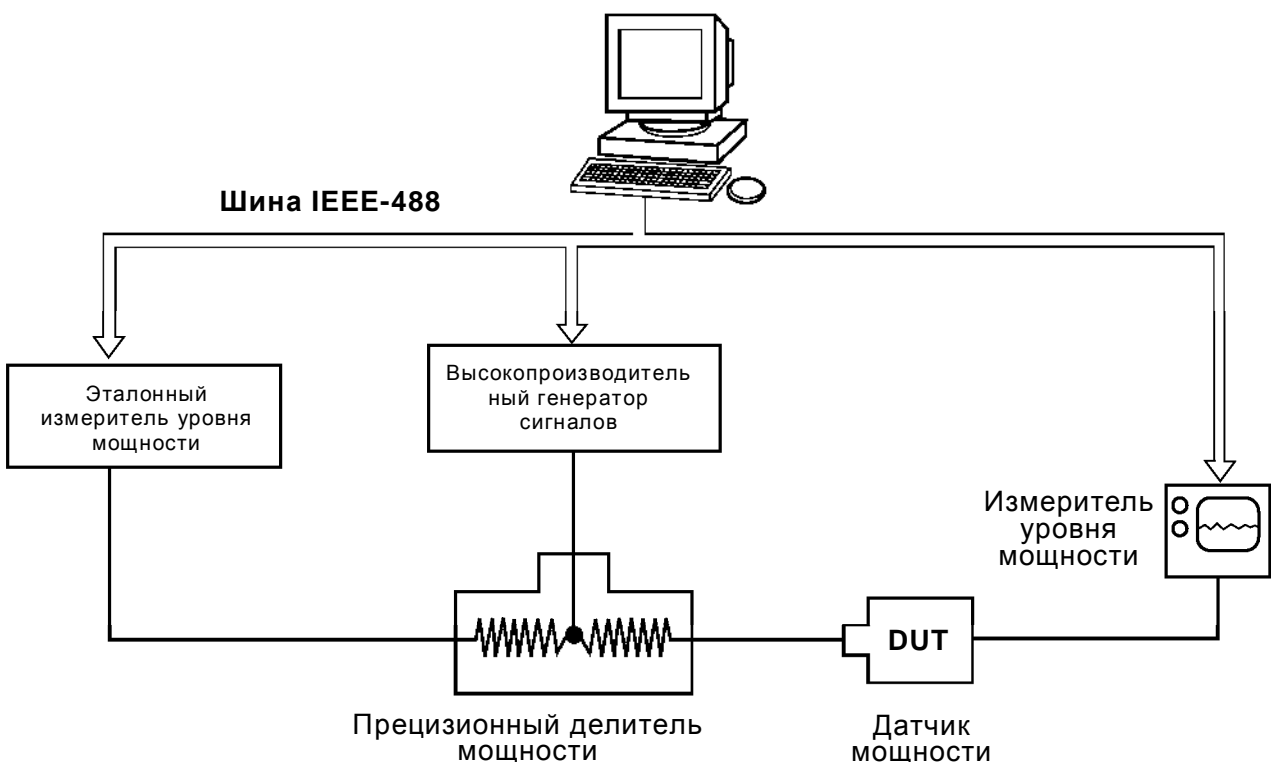 Шина IEEE-488
Эталонный
измеритель уровня
мощности
Высокопроизводитель
ный генератор
сигналов
Измеритель
уровня
мощности
DUT
Прецизионный делитель
мощности
Датчик
мощности